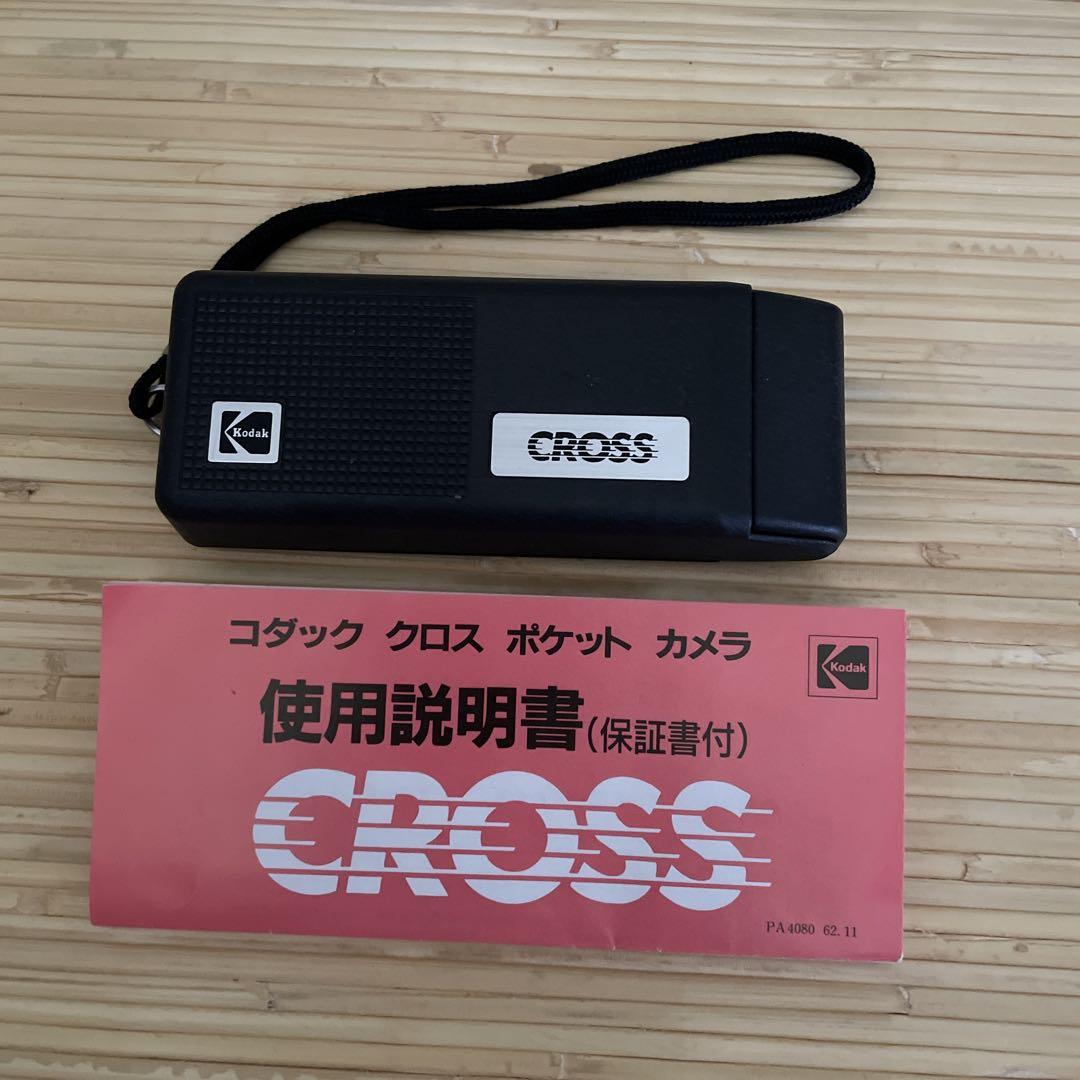 Kodak
CROSS
コダック クロス ポケット カメラ
Kodak
使用説明書(保証書付)
CROSS
PA4080 62.11